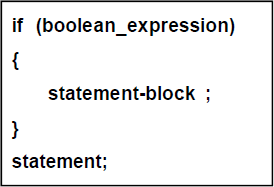 if (boolean_expression)
{
statement-block ;
}
statement;